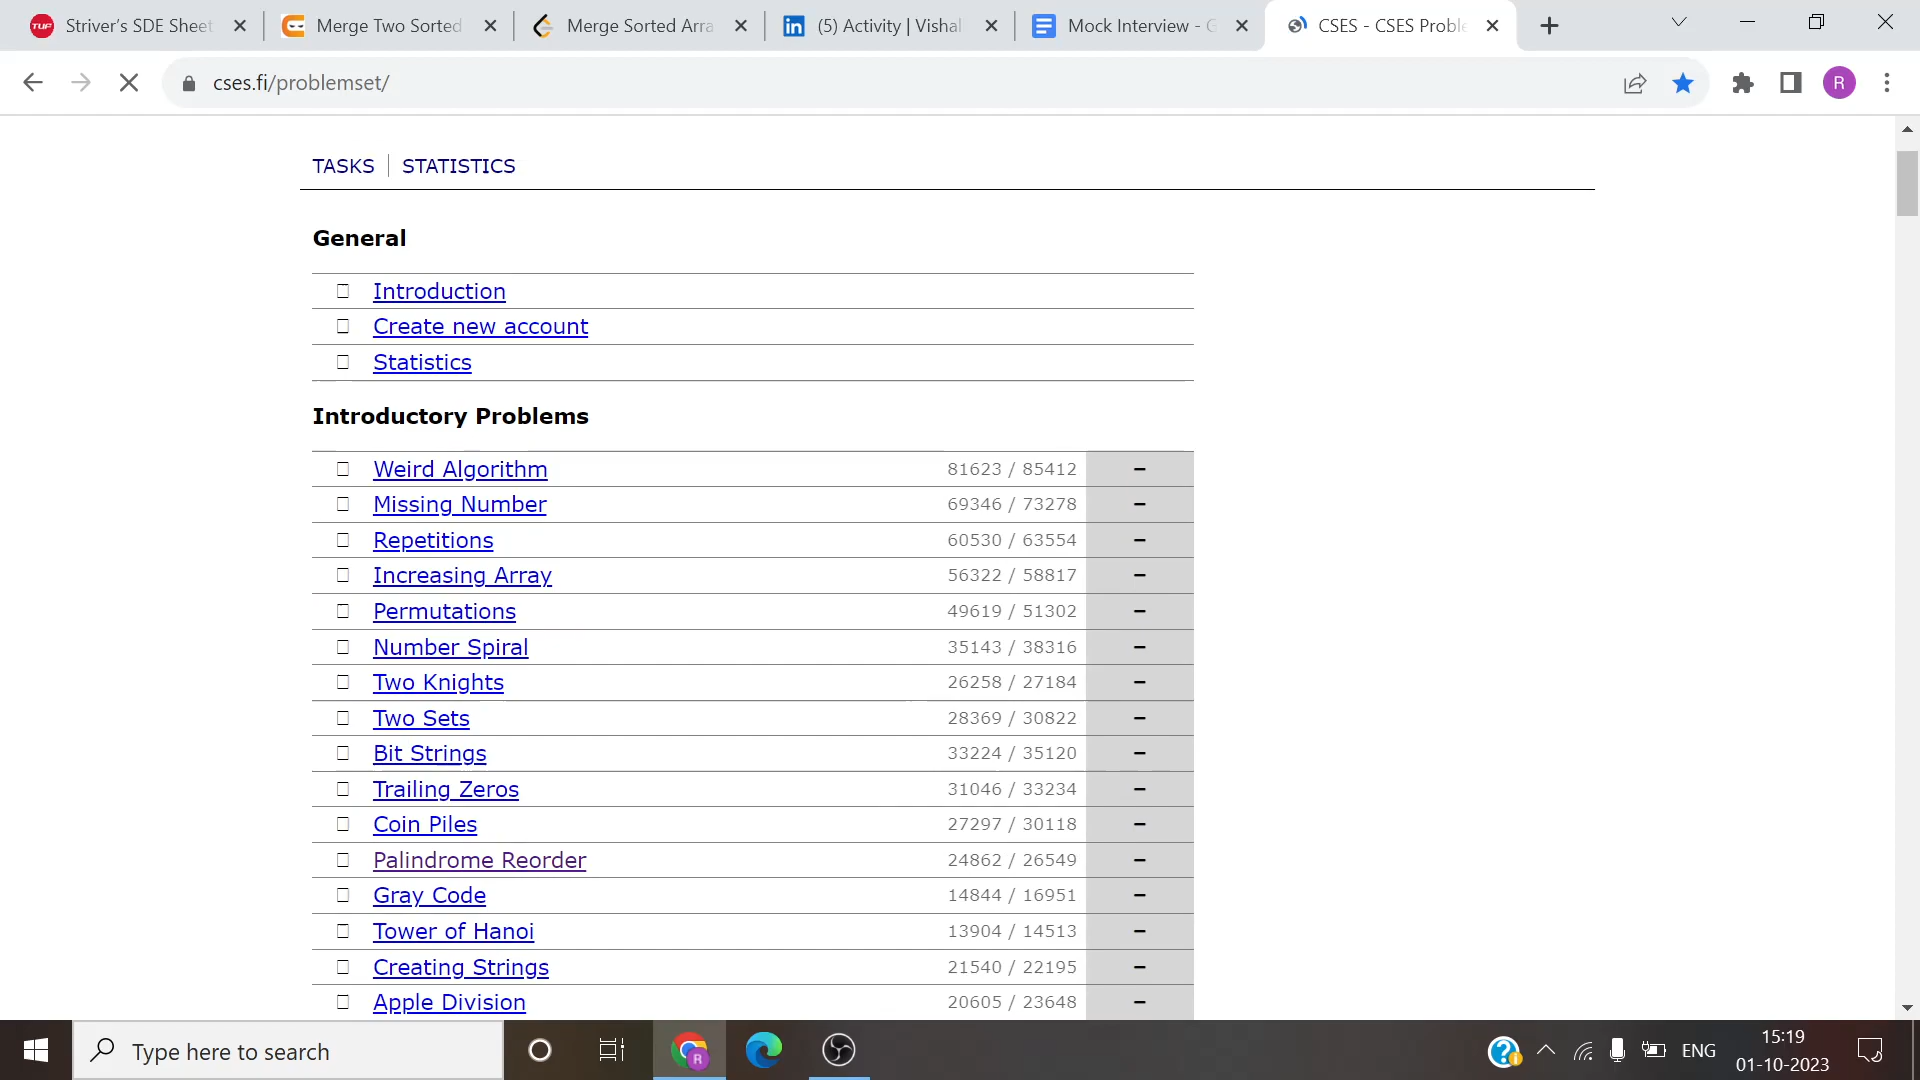 TUF Striver's SDE Sheet
Merge Two Sorted
Merge Sorted Arra
in (5) Activity | Vishal
Mock Interview - G
CSES - CSES Proble
cses.fi/problemset/
R
TASKS | STATISTICS
General
Introduction
Create new account
Statistics
Introductory Problems
Weird Algorithm 81623 / 85412 –
Missing Number 69346 / 73278 –
Repetitions 60530 / 63554 –
Increasing Array 56322 / 58817 –
Permutations 49619 / 51302 –
Number Spiral 35143 / 38316 –
Two Knights 26258 / 27184 –
Two Sets 28369 / 30822 –
Bit Strings 33224 / 35120 –
Trailing Zeros 31046 / 33234 –
Coin Piles 27297 / 30118 –
Palindrome Reorder 24862 / 26549 –
Gray Code 14844 / 16951 –
Tower of Hanoi 13904 / 14513 –
Creating Strings 21540 / 22195 –
Apple Division 20605 / 23648 –
Type here to search
R
ENG
15:19
01-10-2023